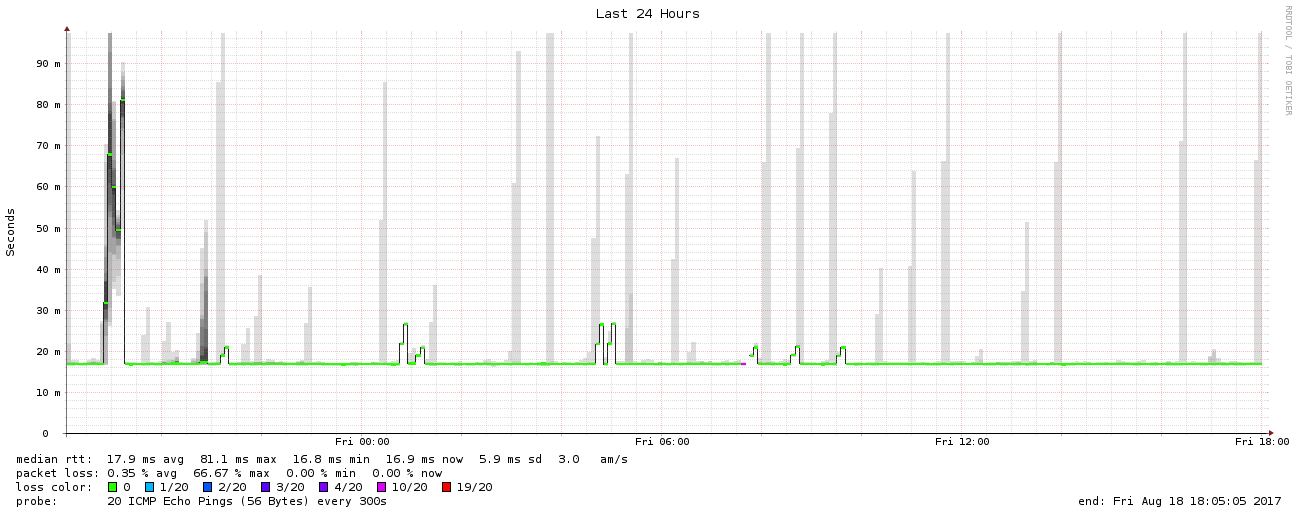 Last 24 Hours
RRDTOOL / TOBI OETIKER
Seconds
90 m
80 m
70 m
60 m
50 m
40 m
30 m
20 m
10 m
0
Fri 00:00 Fri 06:00 Fri 12:00 Fri 18:00
median rtt: 17.9 ms avg 81.1 ms max 16.8 ms min 16.9 ms now 5.9 ms sd 3.0 am/s
packet loss: 0.35 % avg 66.67 % max 0.00 % min 0.00 % now
loss color: 0 1/20 2/20 3/20 4/20 10/20 19/20
probe: 20 ICMP Echo Pings (56 Bytes) every 300s end: Fri Aug 18 18:05:05 2017